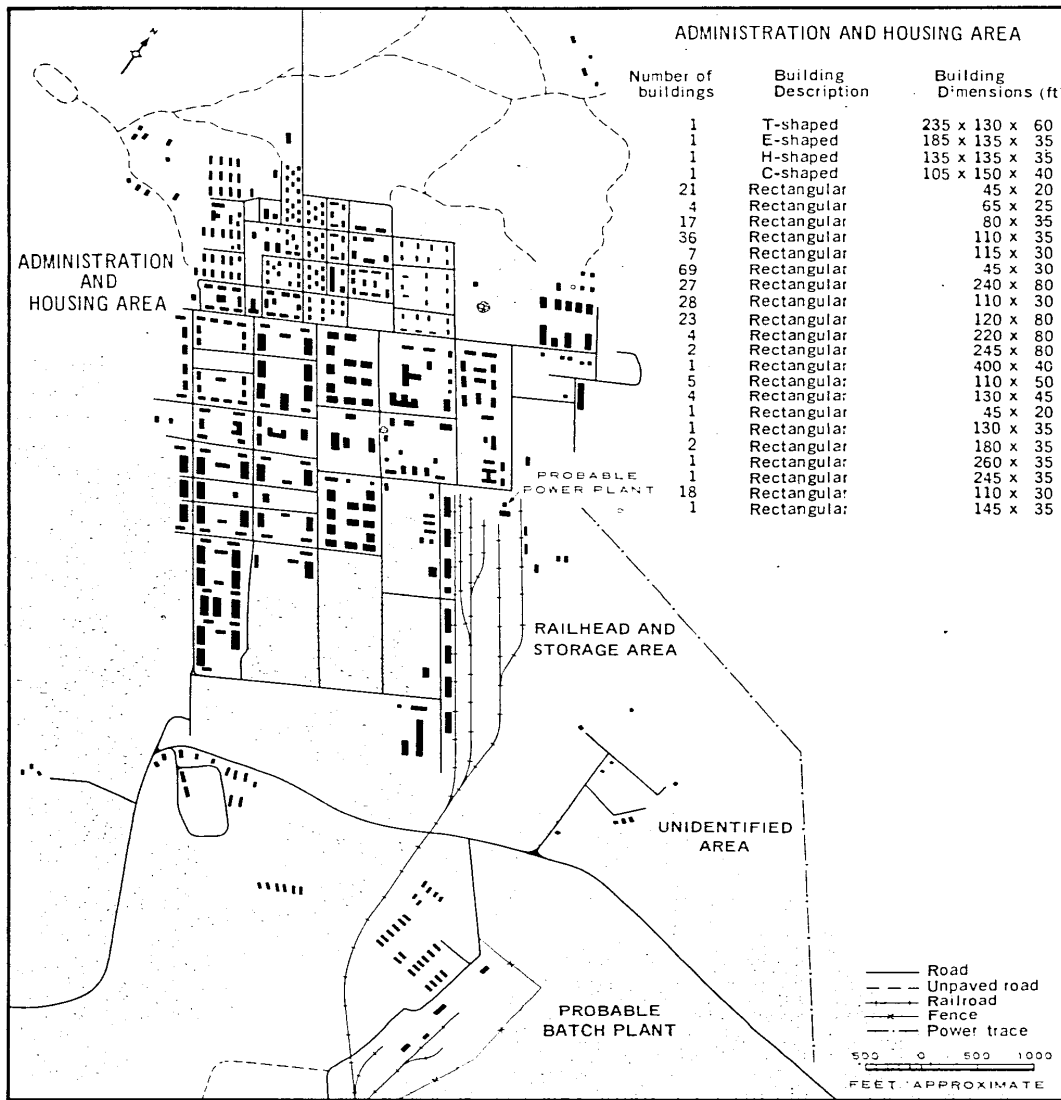 ADMINISTRATION AND HOUSING AREA
Number of buildings Building Description Building Dimensions (ft
1 T-shaped 235 x 130 x 60
1 E-shaped 185 x 135 x 35
1 H-shaped 135 x 135 x 35
1 C-shaped 105 x 150 x 40
21 Rectangular 45 x 20
4 Rectangular 65 x 25
17 Rectangular 80 x 35
36 Rectangular 110 x 35
7 Rectangular 115 x 30
69 Rectangular 45 x 30
27 Rectangular 240 x 80
28 Rectangular 110 x 30
23 Rectangular 120 x 80
4 Rectangular 220 x 80
2 Rectangular 245 x 80
1 Rectangular 400 x 40
5 Rectangular 110 x 50
4 Rectangular 130 x 45
1 Rectangular 45 x 20
1 Rectangular 130 x 35
2 Rectangular 180 x 35
1 Rectangular 260 x 35
1 Rectangular 245 x 35
18 Rectangular 110 x 30
1 Rectangular 145 x 35
N
ADMINISTRATION
AND
HOUSING AREA
PROBABLE
POWER PLANT
RAILHEAD AND
STORAGE AREA
UNIDENTIFIED
AREA
PROBABLE
BATCH PLANT
Road
Unpaved road
Railroad
Fence
Power trace
500 0 500 1000
FEET APPROXIMATE